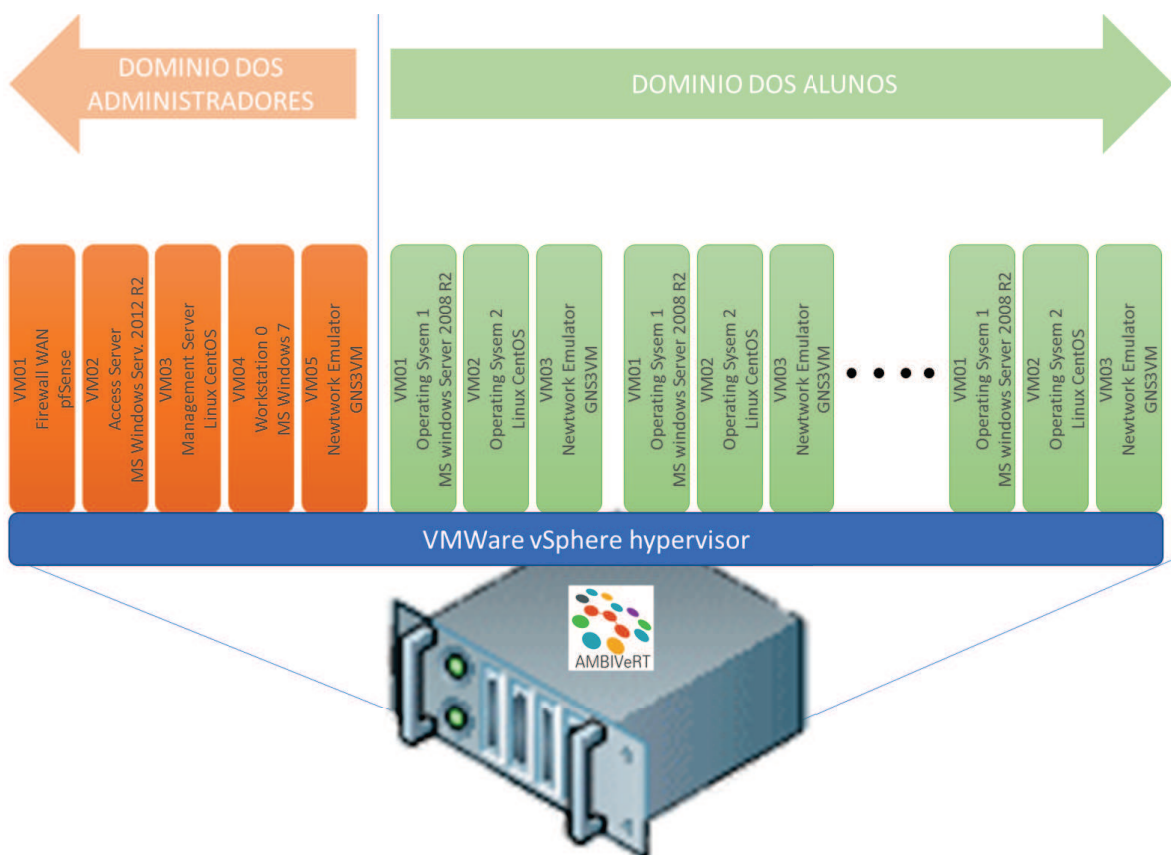 DOMINIO DOS
ADMINISTRADORES
DOMINIO DOS ALUNOS
VM01
Firewall WAN
pfSense
VM02
Access Server
MS Windows Serv. 2012 R2
VM03
Management Server
Linux CentOS
VM04
Workstation 0
MS Windows 7
VM05
Newtwork Emulator
GNS3VM
VM01
Operating Sysem 1
MS windows Server 2008 R2
VM02
Operating Sysem 2
Linux CentOS
VM03
Newtwork Emulator
GNS3VM
VM01
Operating Sysem 1
MS windows Server 2008 R2
VM02
Operating Sysem 2
Linux CentOS
VM03
Newtwork Emulator
GNS3VM
VM01
Operating Sysem 1
MS windows Server 2008 R2
VM02
Operating Sysem 2
Linux CentOS
VM03
Newtwork Emulator
GNS3VM
VMWare vSphere hypervisor
AMBIVeRT